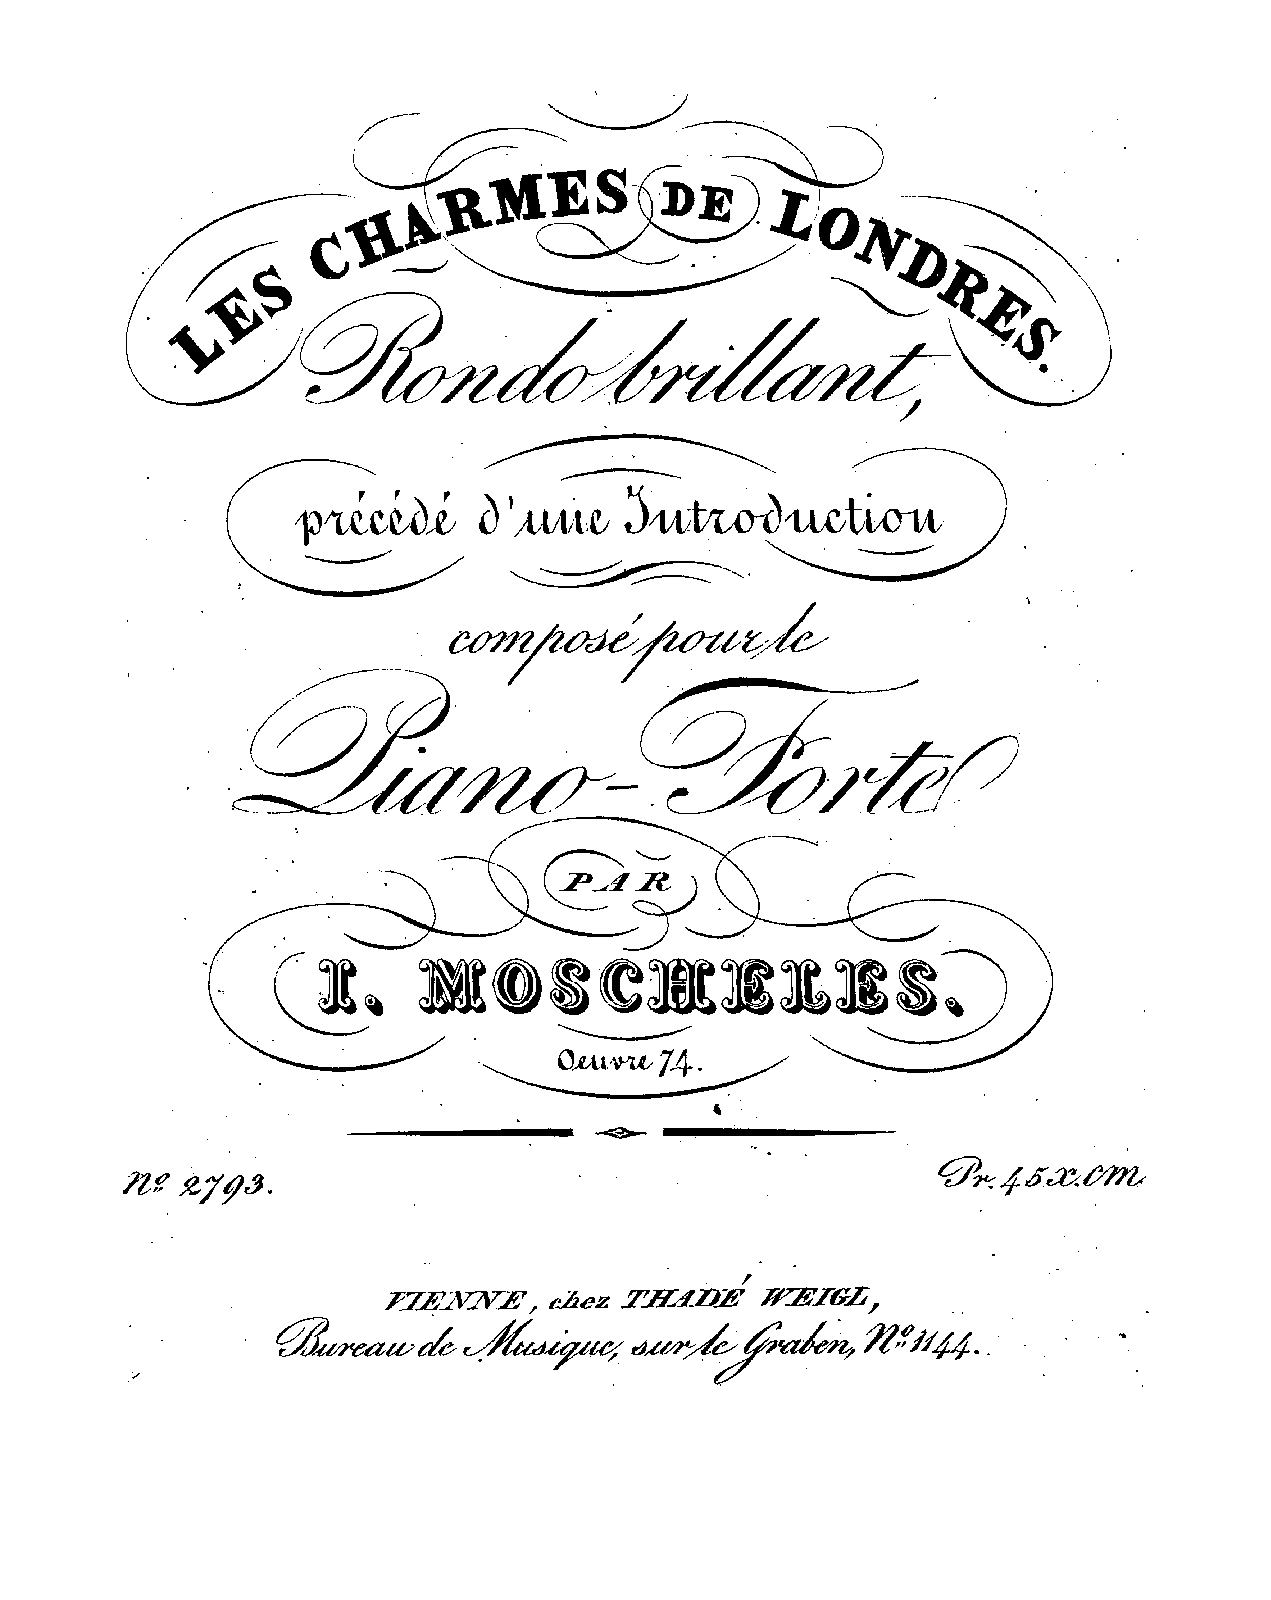 LES CHARMES DE LONDRES.
Rondo brillant,
précédé d'une Introduction
composé pour le
Piano-Forte
PAR
I. MOSCHELES.
Oeuvre 74.
No. 2793.
Pr. 45 x. CM.
VIENNE, chez THADÉ WEIGL,
Bureau de Musique, sur le Graben, No. 1144.